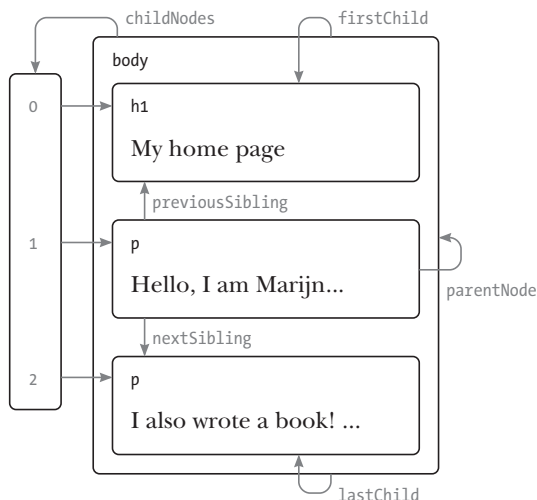 childNodes
firstChild
body
0
h1
My home page
previousSibling
1
p
Hello, I am Marijn...
parentNode
nextSibling
2
p
I also wrote a book! ...
lastChild